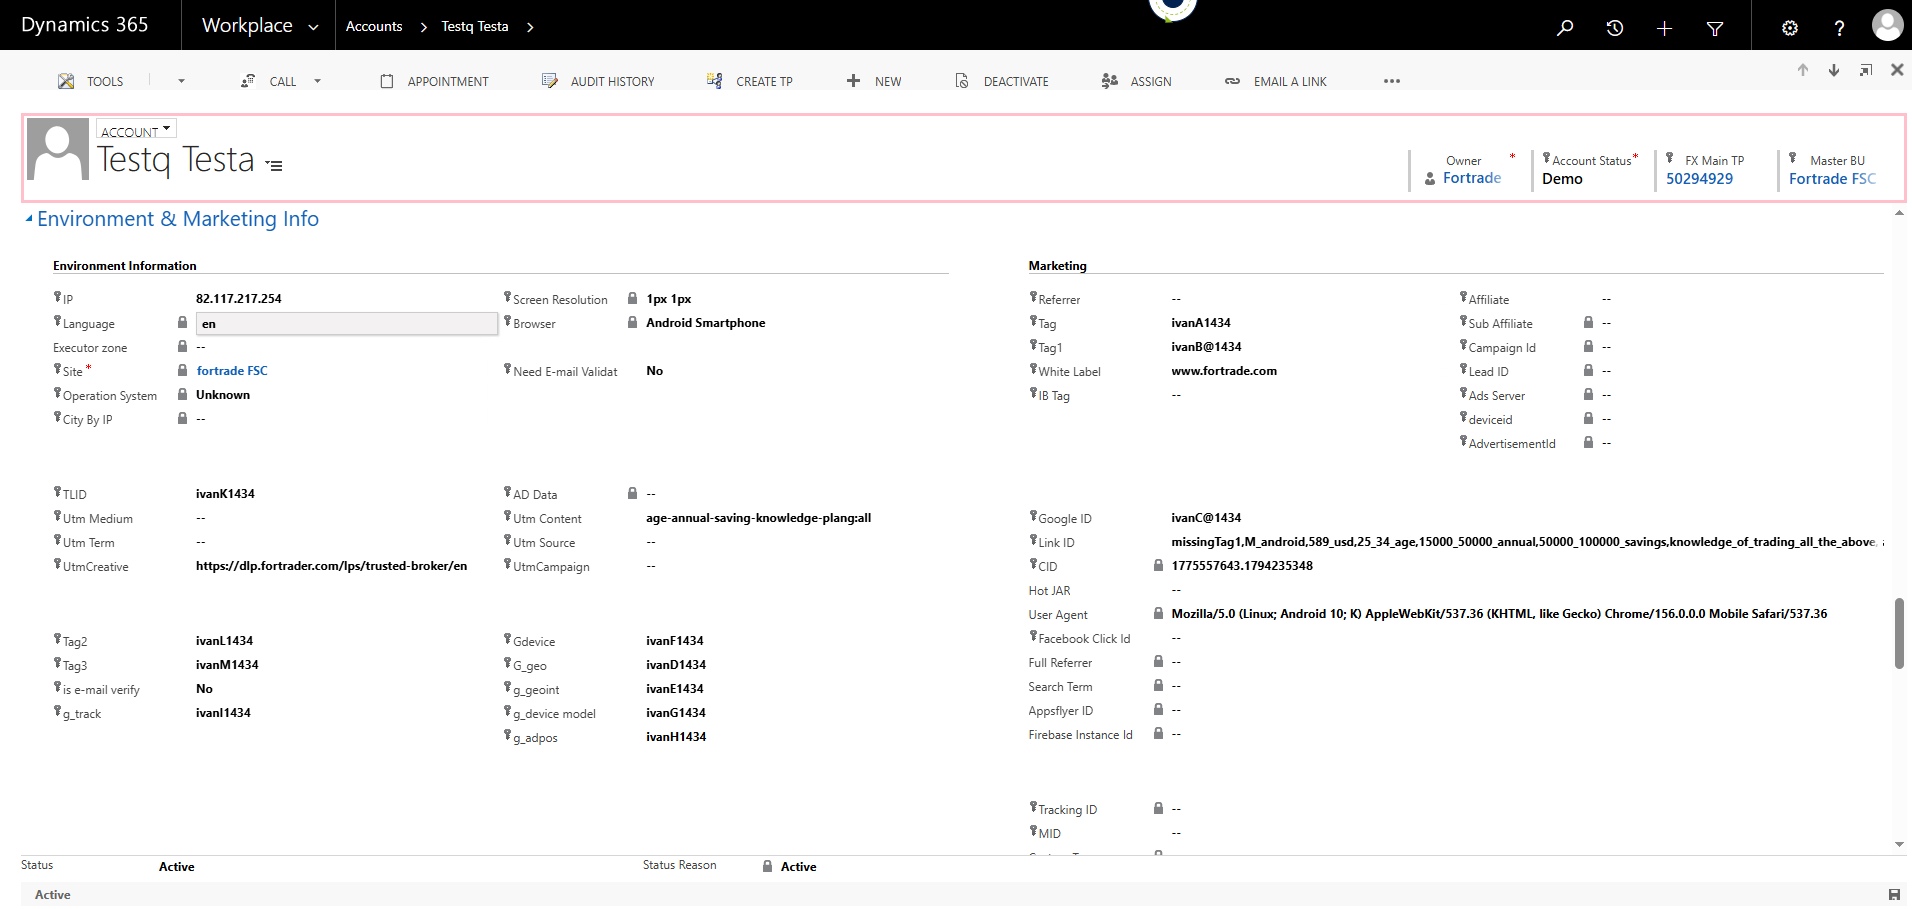 Dynamics 365 Workplace Accounts Testq Testa
TOOLS CALL APPOINTMENT AUDIT HISTORY CREATE TP NEW DEACTIVATE ASSIGN EMAIL A LINK
ACCOUNT
Testq Testa
Owner * Account Status * FX Main TP Master BU
Fortrade Demo 50294929 Fortrade FSC
Environment & Marketing Info
Environment Information
IP 82.117.217.254 Screen Resolution 1px 1px
Language en Browser Android Smartphone
Executor zone --
Site * fortrade FSC Need E-mail Validat No
Operation System Unknown
City By IP --
TLID ivanK1434 AD Data --
Utm Medium -- Utm Content age-annual-saving-knowledge-plang:all
Utm Term -- Utm Source --
UtmCreative https://dlp.fortrader.com/lps/trusted-broker/en UtmCampaign --
Tag2 ivanL1434 Gdevice ivanF1434
Tag3 ivanM1434 G_geo ivanD1434
is e-mail verify No g_geoint ivanE1434
g_track ivanI1434 g_device model ivanG1434
g_adpos ivanH1434
Marketing
Referrer -- Affiliate --
Tag ivanA1434 Sub Affiliate --
Tag1 ivanB@1434 Campaign Id --
White Label www.fortrade.com Lead ID --
IB Tag -- Ads Server --
deviceid --
AdvertisementId --
Google ID ivanC@1434
Link ID missingTag1,M_android,589_usd,25_34_age,15000_50000_annual,50000_100000_savings,knowledge_of_trading_all_the_above,
CID 1775557643.1794235348
Hot JAR --
User Agent Mozilla/5.0 (Linux; Android 10; K) AppleWebKit/537.36 (KHTML, like Gecko) Chrome/156.0.0.0 Mobile Safari/537.36
Facebook Click Id --
Full Referrer --
Search Term --
Appsflyer ID --
Firebase Instance Id --
Tracking ID --
MID --
Status Active Status Reason Active
Active